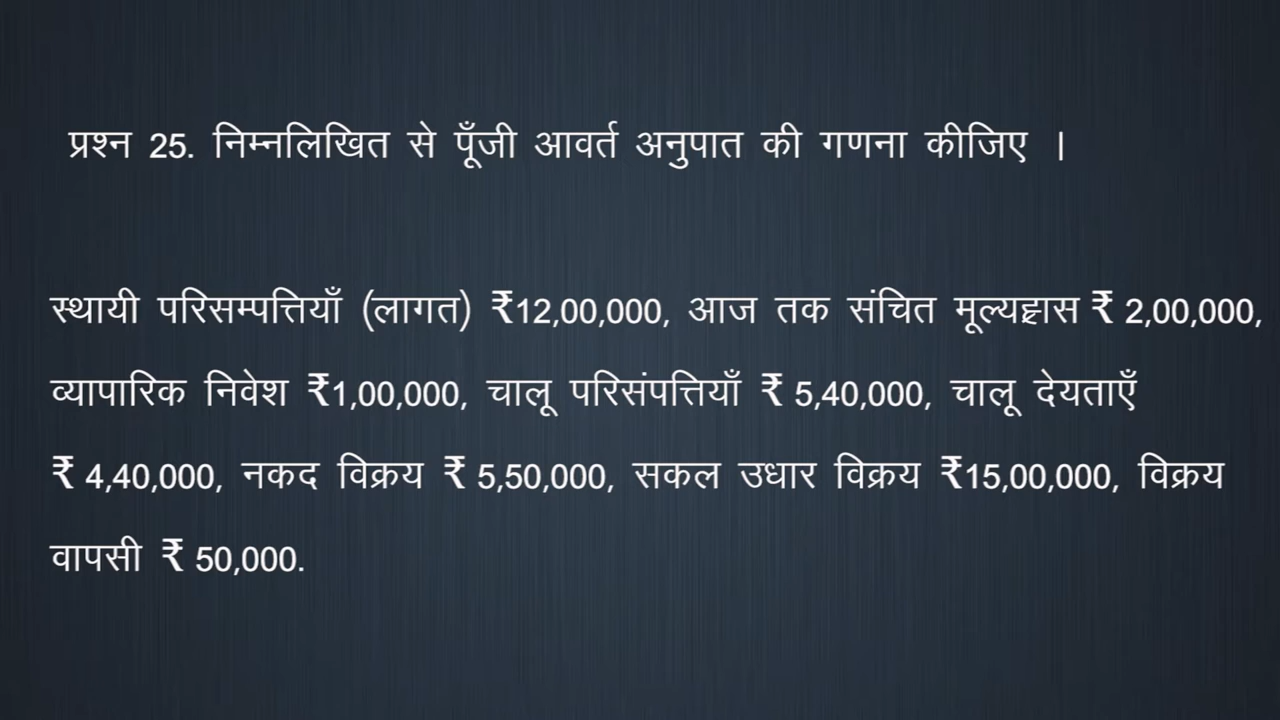 प्रश्न 25. निम्नलिखित से पूँजी आवर्त अनुपात की गणना कीजिए ।
स्थायी परिसम्पत्तियाँ (लागत) ₹12,00,000, आज तक संचित मूल्यह्रास ₹ 2,00,000,
व्यापारिक निवेश ₹1,00,000, चालू परिसंपत्तियाँ ₹ 5,40,000, चालू देयताएँ
₹ 4,40,000, नकद विक्रय ₹ 5,50,000, सकल उधार विक्रय ₹15,00,000, विक्रय
वापसी ₹ 50,000.